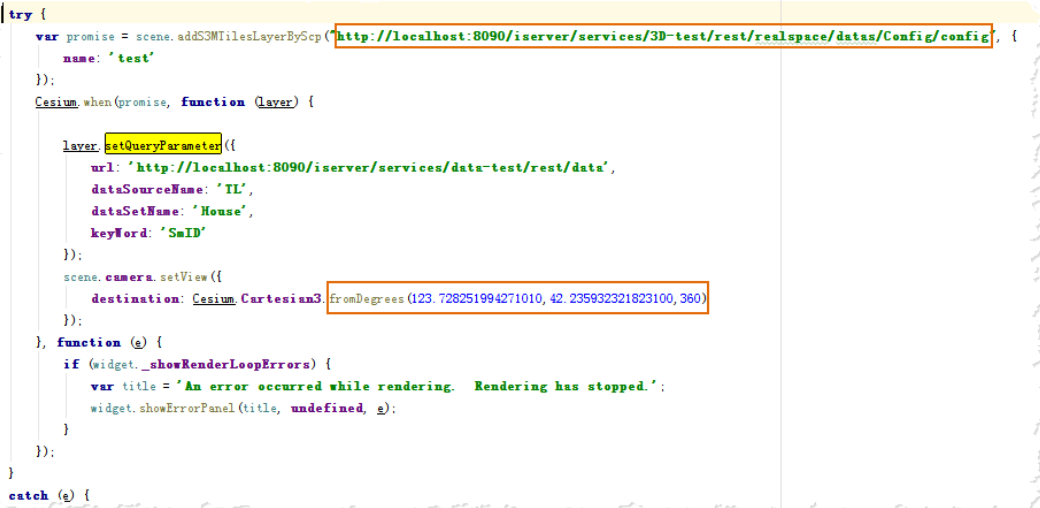 try {
var promise = scene.addS3MTilesLayerByScp("http://localhost:8090/iserver/services/3D-test/rest/realspace/datas/Config/config", {
name: 'test'
});
Cesium.when(promise, function (layer) {
layer.setQueryParameter({
url: 'http://localhost:8090/iserver/services/data-test/rest/data',
dataSourceName: 'TL',
dataSetName: 'House',
keyWord: 'SmID'
});
scene.camera.setView({
destination: Cesium.Cartesian3.fromDegrees(123.728251994271010,42.235932321823100,360)
});
}, function (e) {
if (widget._showRenderLoopErrors) {
var title = 'An error occurred while rendering.  Rendering has stopped.';
widget.showErrorPanel(title, undefined, e);
}
});
}
catch (e) {